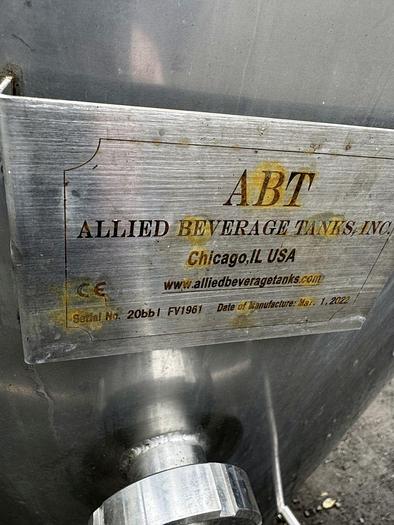 ABT
ALLIED BEVERAGE TANKS, INC.
Chicago,IL USA
CE
www.alliedbeveragetanks.com
Serial No. 20bbl FV1961 Date of Manufacture: Mar. 1, 2022